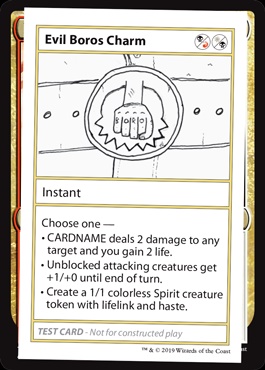 Evil Boros Charm
Instant
Choose one —
• CARDNAME deals 2 damage to any
target and you gain 2 life.
• Unblocked attacking creatures get
+1/+0 until end of turn.
• Create a 1/1 colorless Spirit creature
token with lifelink and haste.
TEST CARD - Not for constructed play
™ & © 2019 Wizards of the Coast